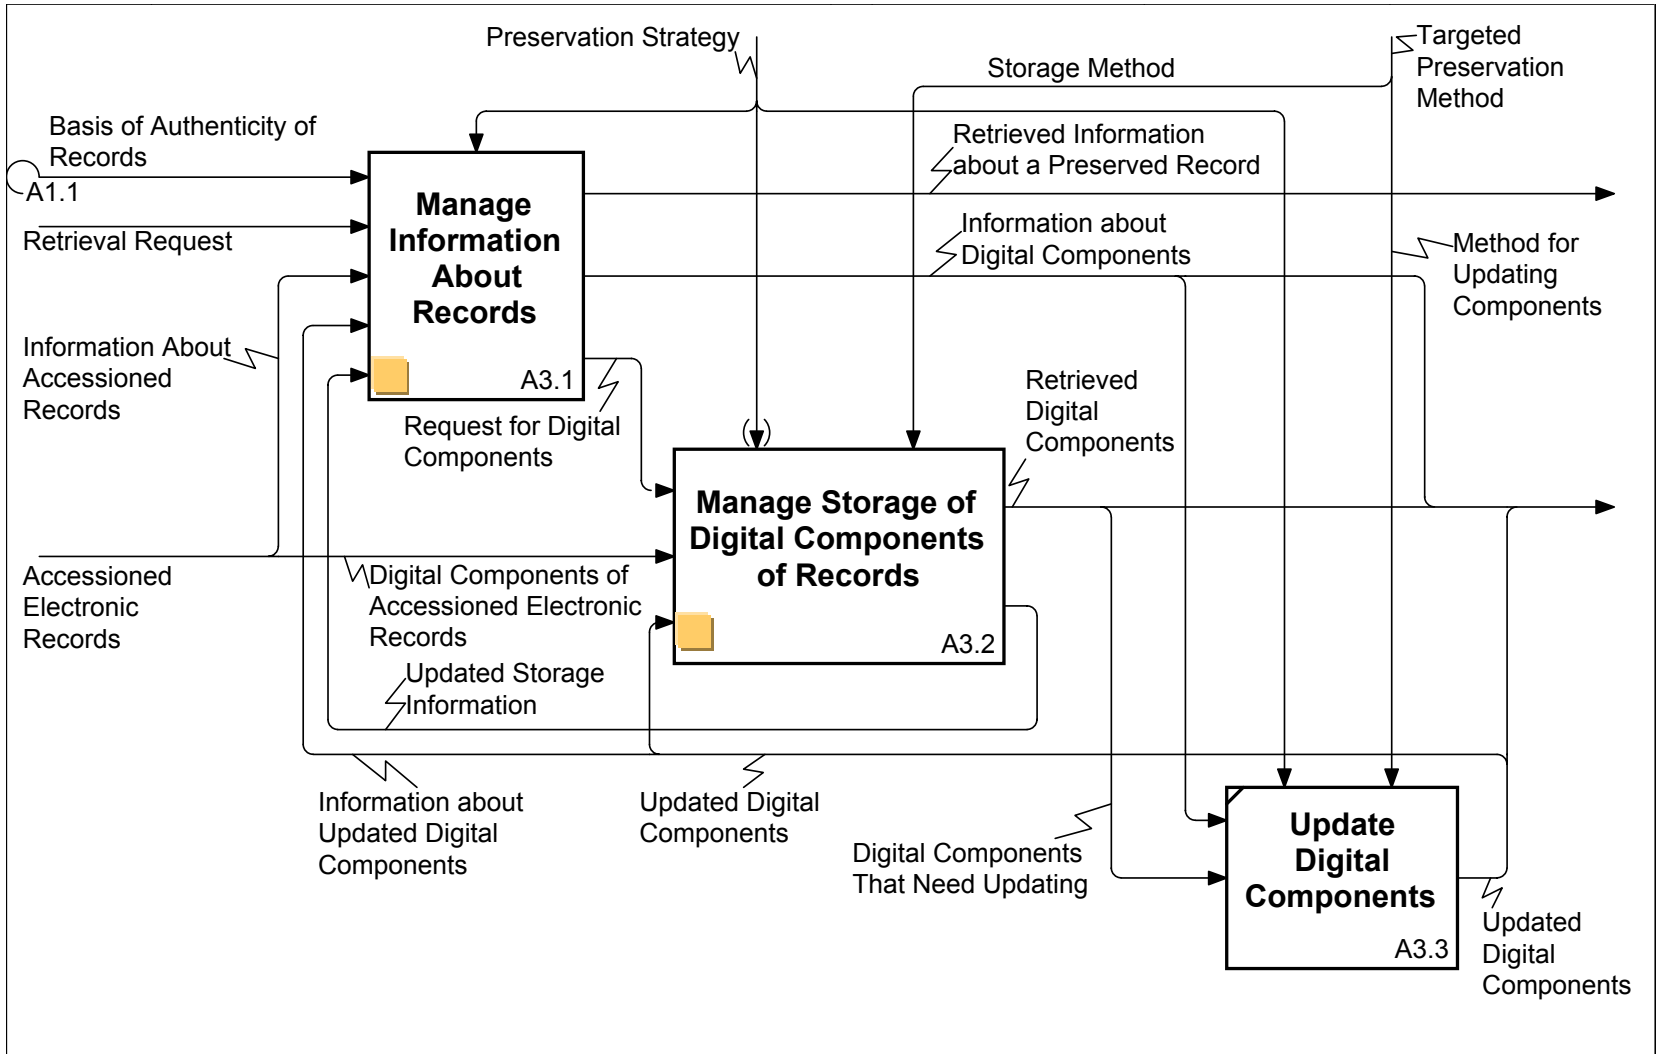 Preservation Strategy
Targeted
Preservation
Method
Storage Method
Basis of Authenticity of
Records
A1.1
Retrieval Request
Manage
Information
About
Records
A3.1
Retrieved Information
about a Preserved Record
Information about
Digital Components
Method for
Updating
Components
Information About
Accessioned
Records
Request for Digital
Components
Retrieved
Digital
Components
Manage Storage of
Digital Components
of Records
A3.2
Accessioned
Electronic
Records
Digital Components of
Accessioned Electronic
Records
Updated Storage
Information
Information about
Updated Digital
Components
Updated Digital
Components
Digital Components
That Need Updating
Update
Digital
Components
A3.3
Updated
Digital
Components